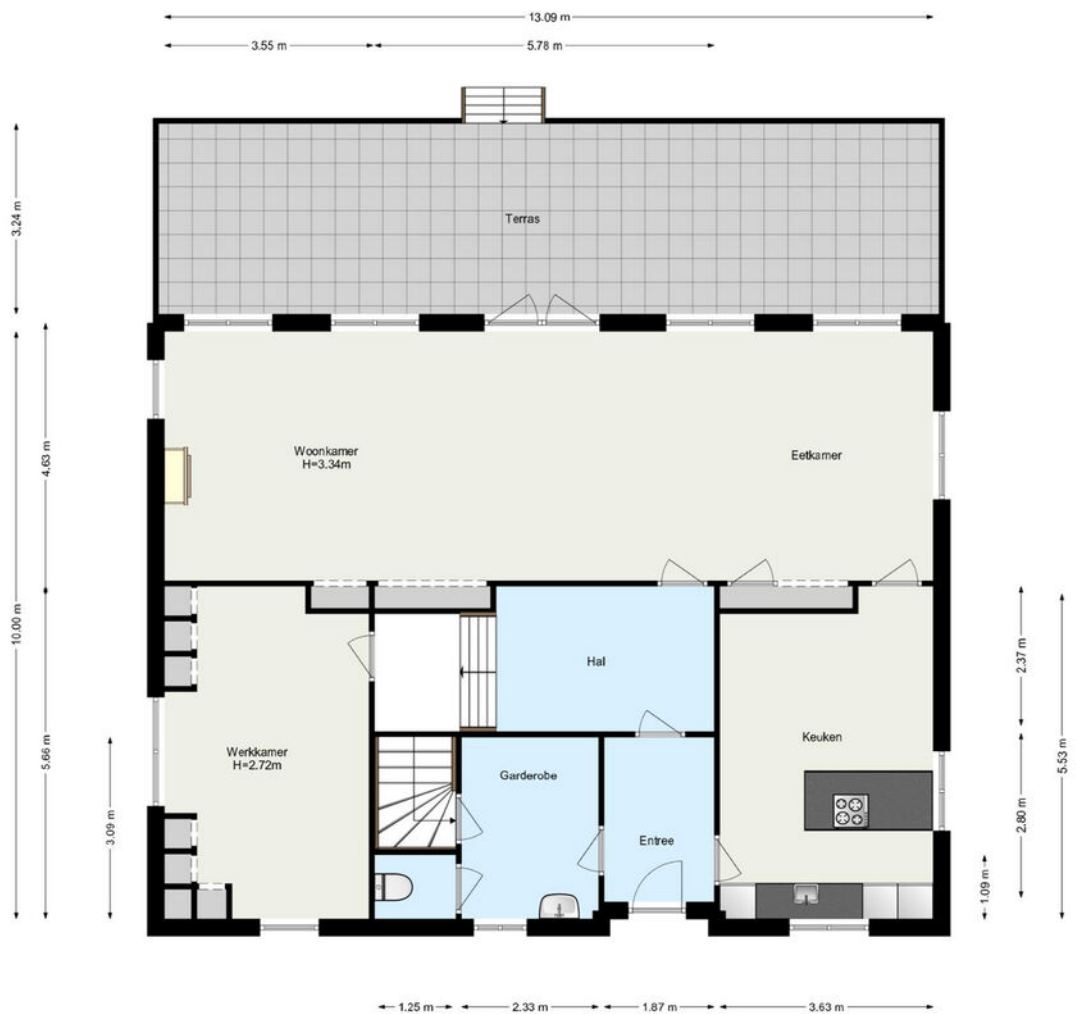 13.09 m
3.55 m
5.78 m
3.24 m
Terras
4.63 m
Woonkamer
H=3.34m
Eetkamer
10.00 m
Hal
2.37 m
5.66 m
Werkkamer
H=2.72m
Keuken
5.53 m
Garderobe
3.09 m
2.80 m
Entree
1.09 m
1.25 m
2.33 m
1.87 m
3.63 m